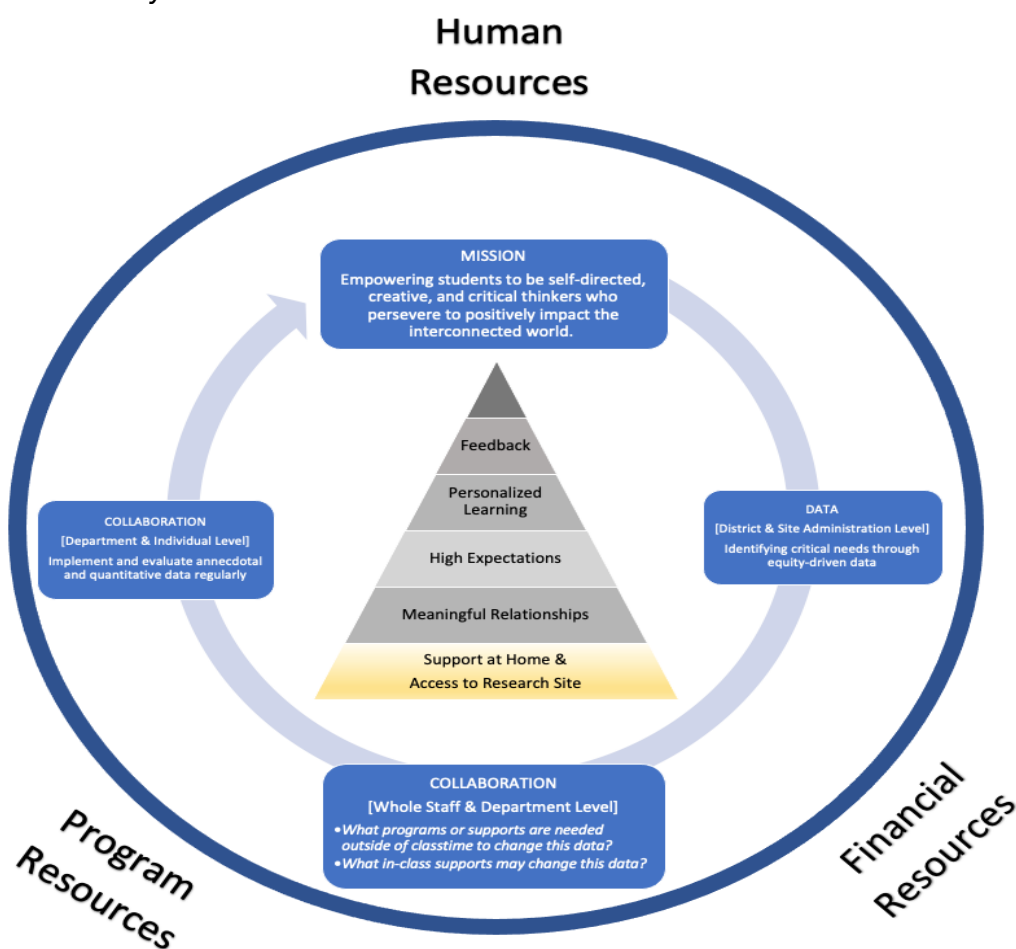 Human
Resources
MISSION
Empowering students to be self-directed,
creative, and critical thinkers who
persevere to positively impact the
interconnected world.
Feedback
Personalized
Learning
High Expectations
Meaningful Relationships
Support at Home &
Access to Research Site
COLLABORATION
[Department & Individual Level]
Implement and evaluate annecdotal
and quantitative data regularly
DATA
[District & Site Administration Level]
Identifying critical needs through
equity-driven data
COLLABORATION
[Whole Staff & Department Level]
•What programs or supports are needed
outside of classtime to change this data?
•What in-class supports may change this data?
Program
Resources
Financial
Resources